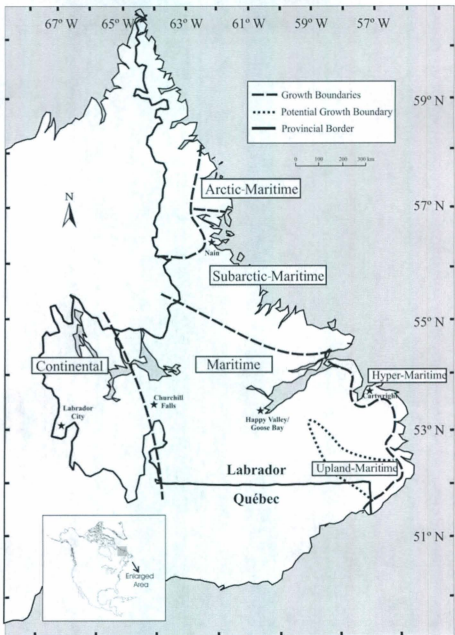 67° W 65° W 63° W 61° W 59° W 57° W
Growth Boundaries
Potential Growth Boundary
Provincial Border
0 100 200 300 km
59° N
N
Arctic-Maritime
57° N
Nain
Subarctic-Maritime
55° N
Continental
Maritime
Hyper-Maritime
Cartwright
Churchill
Falls
Labrador
City
Happy Valley/
Goose Bay
53° N
Labrador
Upland-Maritime
Québec
51° N
Enlarged
Area